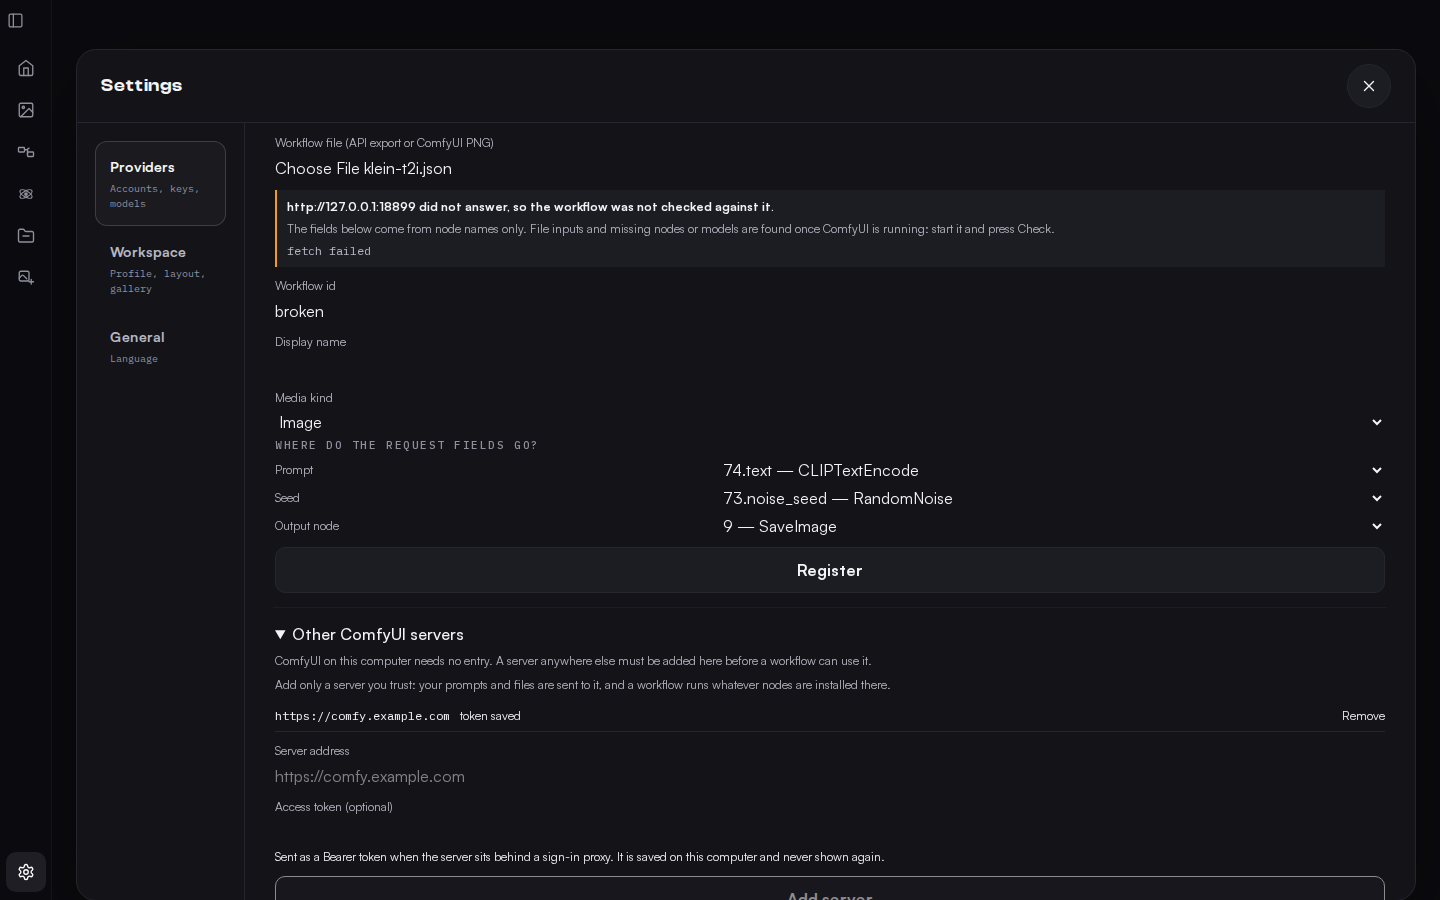 Settings
Providers
Accounts, keys,
models
Workspace
Profile, layout,
gallery
General
Language
Workflow file (API export or ComfyUI PNG)
Choose File klein-t2i.json
http://127.0.0.1:18899 did not answer, so the workflow was not checked against it.
The fields below come from node names only. File inputs and missing nodes or models are found once ComfyUI is running: start it and press Check.
fetch failed
Workflow id
broken
Display name
Media kind
Image
WHERE DO THE REQUEST FIELDS GO?
Prompt 74.text — CLIPTextEncode
Seed 73.noise_seed — RandomNoise
Output node 9 — SaveImage
Register
Other ComfyUI servers
ComfyUI on this computer needs no entry. A server anywhere else must be added here before a workflow can use it.
Add only a server you trust: your prompts and files are sent to it, and a workflow runs whatever nodes are installed there.
https://comfy.example.com token saved Remove
Server address
https://comfy.example.com
Access token (optional)
Sent as a Bearer token when the server sits behind a sign-in proxy. It is saved on this computer and never shown again.
Add server